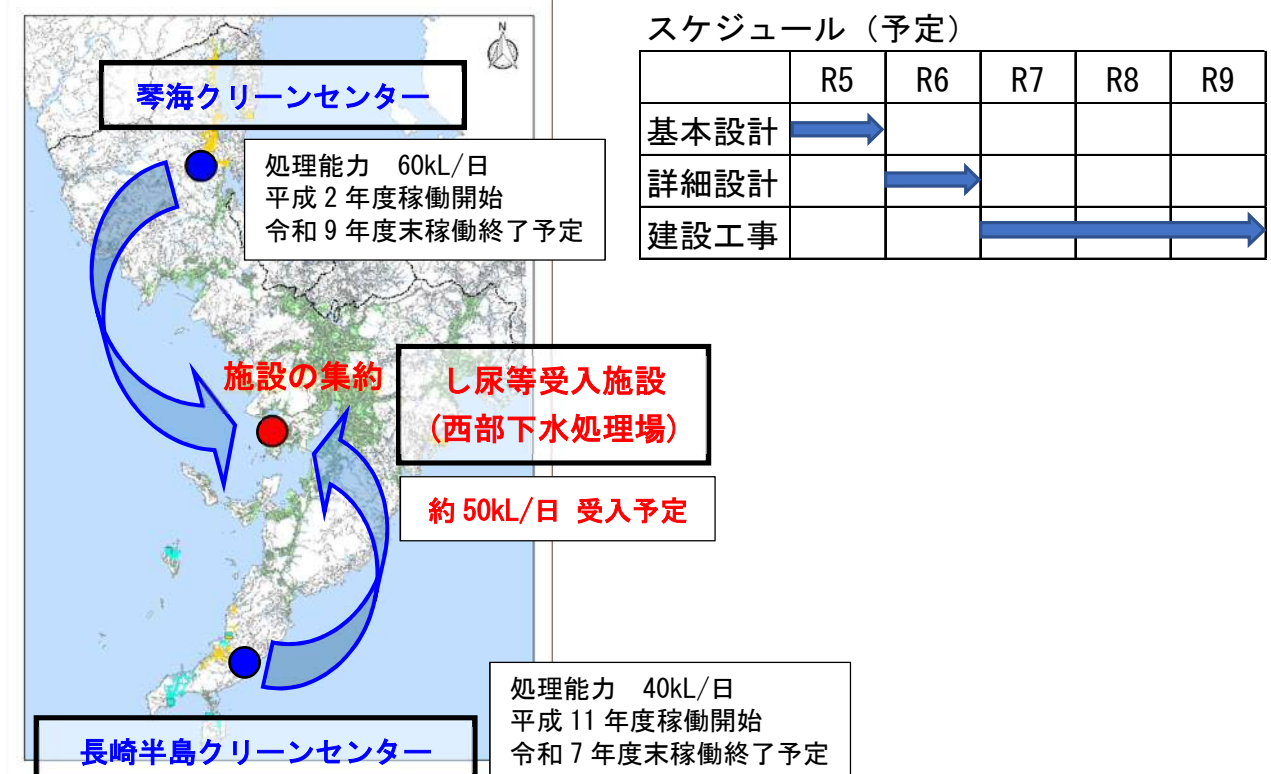 N
琴海クリーンセンター
処理能力　60kL/日
平成２年度稼働開始
令和９年度末稼働終了予定
施設の集約
し尿等受入施設
(西部下水処理場)
約 50kL/日 受入予定
処理能力　40kL/日
平成 11 年度稼働開始
令和７年度末稼働終了予定
長崎半島クリーンセンター
スケジュール（予定）
R5 R6 R7 R8 R9
基本設計
詳細設計
建設工事